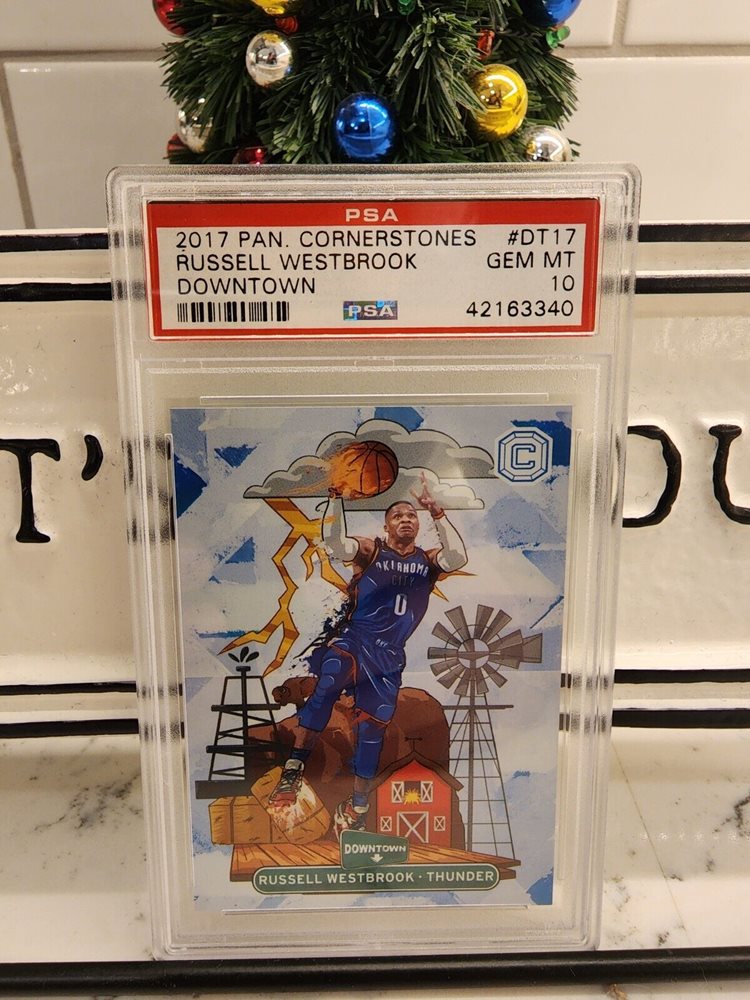 PSA
2017 PAN. CORNERSTONES #DT17
RUSSELL WESTBROOK GEM MT
DOWNTOWN 10
PSA 42163340
C
OKLAHOMA
CITY
0
T'
OU
DOWNTOWN
RUSSELL WESTBROOK · THUNDER